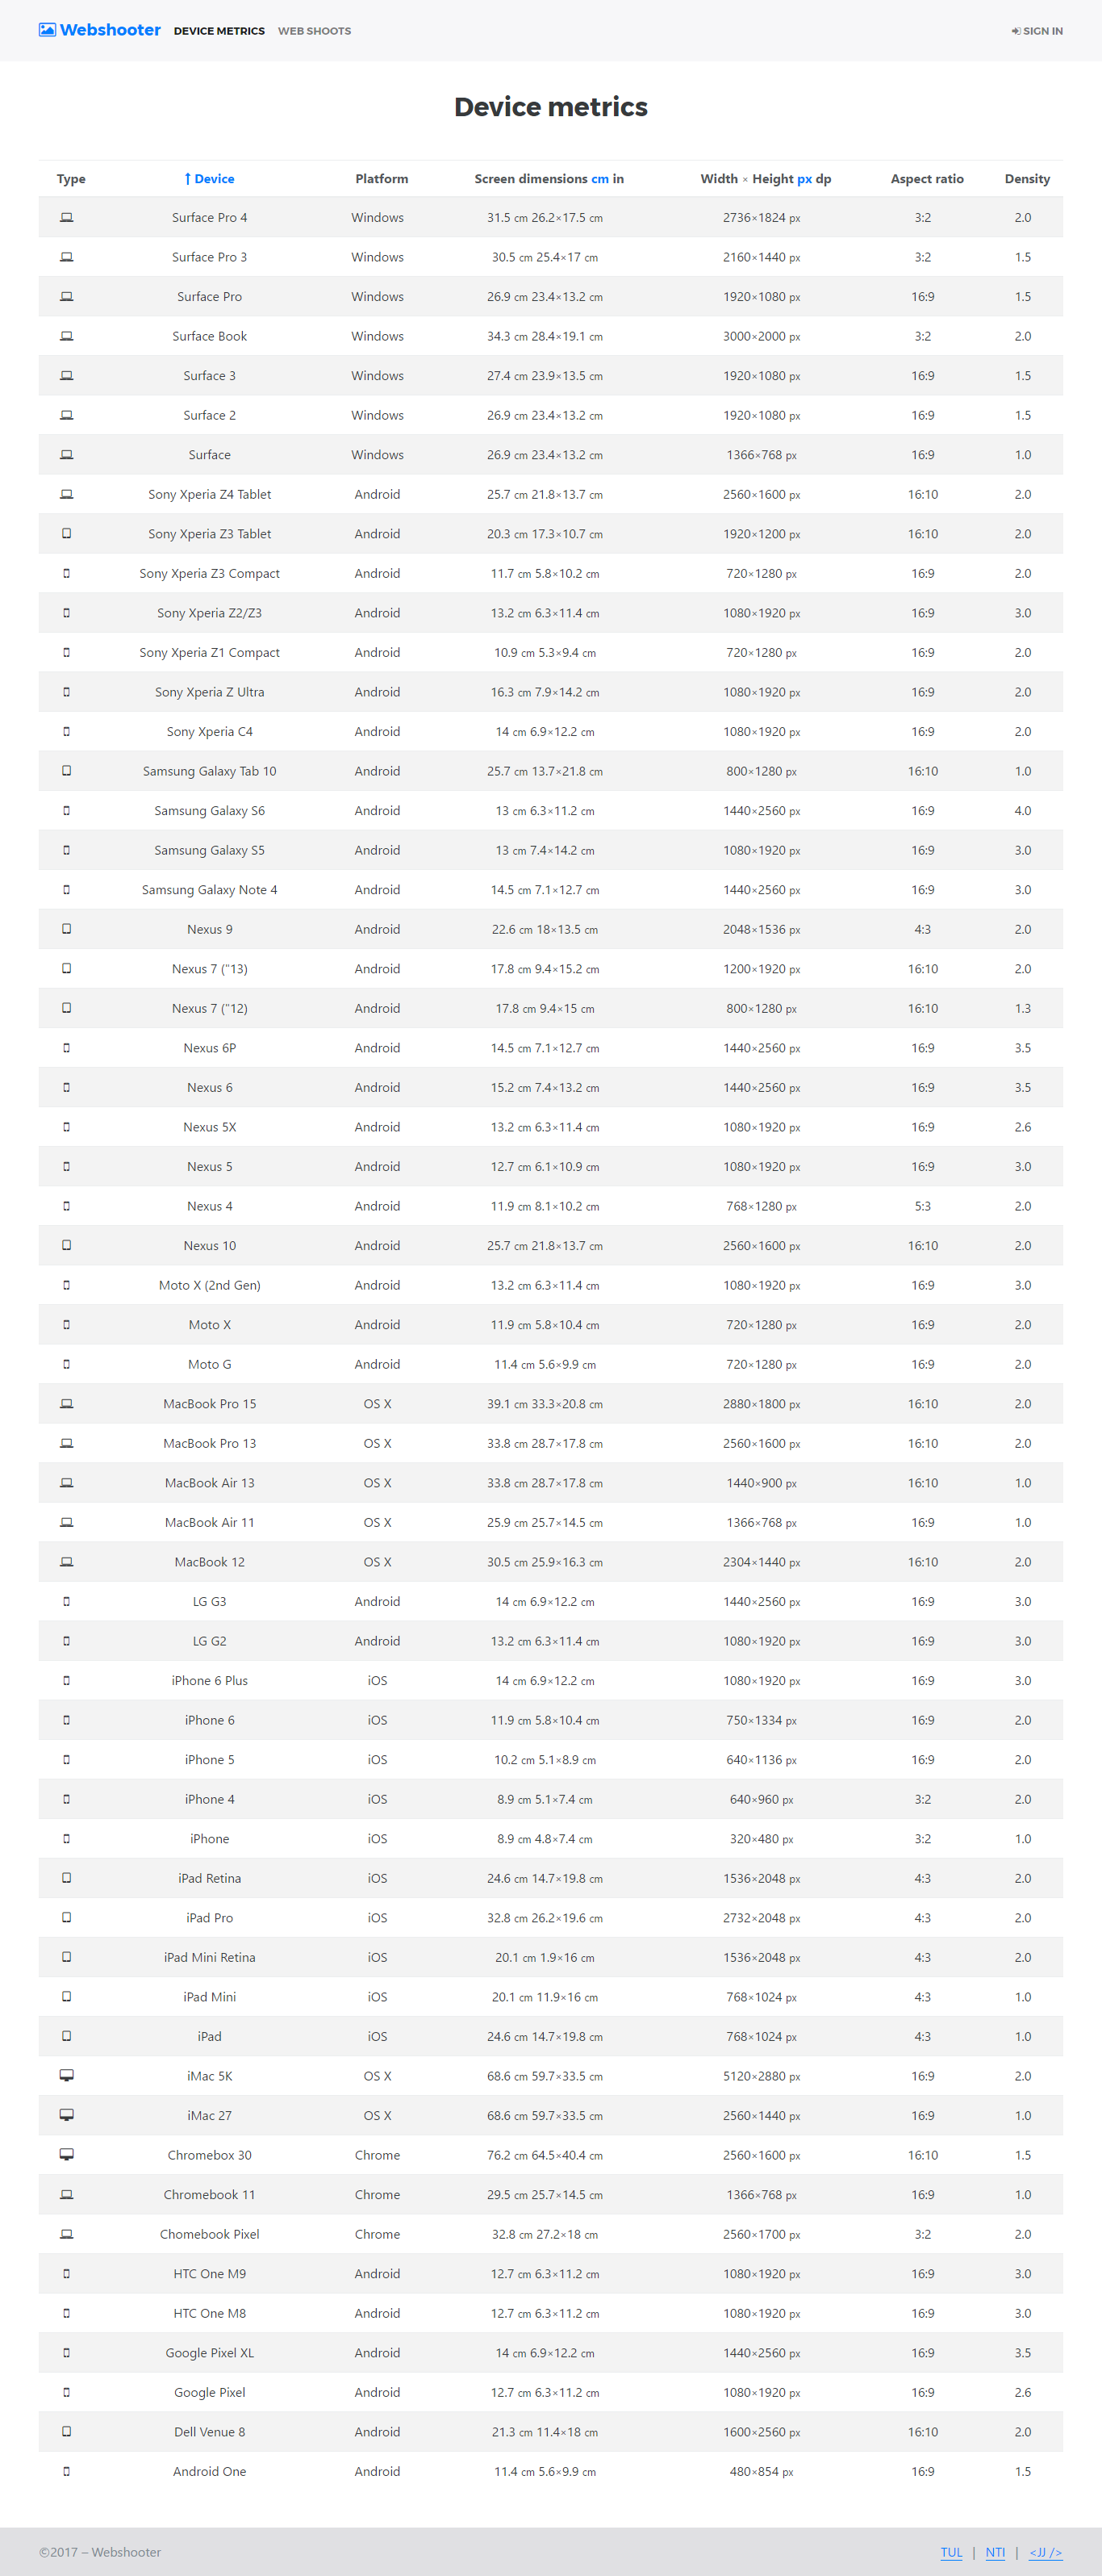 Webshooter DEVICE METRICS WEB SHOOTS SIGN IN
Device metrics
Type Device Platform Screen dimensions cm in Width × Height px dp Aspect ratio Density
Surface Pro 4 Windows 31.5 cm 26.2×17.5 cm 2736×1824 px 3:2 2.0
Surface Pro 3 Windows 30.5 cm 25.4×17 cm 2160×1440 px 3:2 1.5
Surface Pro Windows 26.9 cm 23.4×13.2 cm 1920×1080 px 16:9 1.5
Surface Book Windows 34.3 cm 28.4×19.1 cm 3000×2000 px 3:2 2.0
Surface 3 Windows 27.4 cm 23.9×13.5 cm 1920×1080 px 16:9 1.5
Surface 2 Windows 26.9 cm 23.4×13.2 cm 1920×1080 px 16:9 1.5
Surface Windows 26.9 cm 23.4×13.2 cm 1366×768 px 16:9 1.0
Sony Xperia Z4 Tablet Android 25.7 cm 21.8×13.7 cm 2560×1600 px 16:10 2.0
Sony Xperia Z3 Tablet Android 20.3 cm 17.3×10.7 cm 1920×1200 px 16:10 2.0
Sony Xperia Z3 Compact Android 11.7 cm 5.8×10.2 cm 720×1280 px 16:9 2.0
Sony Xperia Z2/Z3 Android 13.2 cm 6.3×11.4 cm 1080×1920 px 16:9 3.0
Sony Xperia Z1 Compact Android 10.9 cm 5.3×9.4 cm 720×1280 px 16:9 2.0
Sony Xperia Z Ultra Android 16.3 cm 7.9×14.2 cm 1080×1920 px 16:9 2.0
Sony Xperia C4 Android 14 cm 6.9×12.2 cm 1080×1920 px 16:9 2.0
Samsung Galaxy Tab 10 Android 25.7 cm 13.7×21.8 cm 800×1280 px 16:10 1.0
Samsung Galaxy S6 Android 13 cm 6.3×11.2 cm 1440×2560 px 16:9 4.0
Samsung Galaxy S5 Android 13 cm 7.4×14.2 cm 1080×1920 px 16:9 3.0
Samsung Galaxy Note 4 Android 14.5 cm 7.1×12.7 cm 1440×2560 px 16:9 3.0
Nexus 9 Android 22.6 cm 18×13.5 cm 2048×1536 px 4:3 2.0
Nexus 7 ("13) Android 17.8 cm 9.4×15.2 cm 1200×1920 px 16:10 2.0
Nexus 7 ("12) Android 17.8 cm 9.4×15 cm 800×1280 px 16:10 1.3
Nexus 6P Android 14.5 cm 7.1×12.7 cm 1440×2560 px 16:9 3.5
Nexus 6 Android 15.2 cm 7.4×13.2 cm 1440×2560 px 16:9 3.5
Nexus 5X Android 13.2 cm 6.3×11.4 cm 1080×1920 px 16:9 2.6
Nexus 5 Android 12.7 cm 6.1×10.9 cm 1080×1920 px 16:9 3.0
Nexus 4 Android 11.9 cm 8.1×10.2 cm 768×1280 px 5:3 2.0
Nexus 10 Android 25.7 cm 21.8×13.7 cm 2560×1600 px 16:10 2.0
Moto X (2nd Gen) Android 13.2 cm 6.3×11.4 cm 1080×1920 px 16:9 3.0
Moto X Android 11.9 cm 5.8×10.4 cm 720×1280 px 16:9 2.0
Moto G Android 11.4 cm 5.6×9.9 cm 720×1280 px 16:9 2.0
MacBook Pro 15 OS X 39.1 cm 33.3×20.8 cm 2880×1800 px 16:10 2.0
MacBook Pro 13 OS X 33.8 cm 28.7×17.8 cm 2560×1600 px 16:10 2.0
MacBook Air 13 OS X 33.8 cm 28.7×17.8 cm 1440×900 px 16:10 1.0
MacBook Air 11 OS X 25.9 cm 25.7×14.5 cm 1366×768 px 16:9 1.0
MacBook 12 OS X 30.5 cm 25.9×16.3 cm 2304×1440 px 16:10 2.0
LG G3 Android 14 cm 6.9×12.2 cm 1440×2560 px 16:9 3.0
LG G2 Android 13.2 cm 6.3×11.4 cm 1080×1920 px 16:9 3.0
iPhone 6 Plus iOS 14 cm 6.9×12.2 cm 1080×1920 px 16:9 3.0
iPhone 6 iOS 11.9 cm 5.8×10.4 cm 750×1334 px 16:9 2.0
iPhone 5 iOS 10.2 cm 5.1×8.9 cm 640×1136 px 16:9 2.0
iPhone 4 iOS 8.9 cm 5.1×7.4 cm 640×960 px 3:2 2.0
iPhone iOS 8.9 cm 4.8×7.4 cm 320×480 px 3:2 1.0
iPad Retina iOS 24.6 cm 14.7×19.8 cm 1536×2048 px 4:3 2.0
iPad Pro iOS 32.8 cm 26.2×19.6 cm 2732×2048 px 4:3 2.0
iPad Mini Retina iOS 20.1 cm 1.9×16 cm 1536×2048 px 4:3 2.0
iPad Mini iOS 20.1 cm 11.9×16 cm 768×1024 px 4:3 1.0
iPad iOS 24.6 cm 14.7×19.8 cm 768×1024 px 4:3 1.0
iMac 5K OS X 68.6 cm 59.7×33.5 cm 5120×2880 px 16:9 2.0
iMac 27 OS X 68.6 cm 59.7×33.5 cm 2560×1440 px 16:9 1.0
Chromebox 30 Chrome 76.2 cm 64.5×40.4 cm 2560×1600 px 16:10 1.5
Chromebook 11 Chrome 29.5 cm 25.7×14.5 cm 1366×768 px 16:9 1.0
Chomebook Pixel Chrome 32.8 cm 27.2×18 cm 2560×1700 px 3:2 2.0
HTC One M9 Android 12.7 cm 6.3×11.2 cm 1080×1920 px 16:9 3.0
HTC One M8 Android 12.7 cm 6.3×11.2 cm 1080×1920 px 16:9 3.0
Google Pixel XL Android 14 cm 6.9×12.2 cm 1440×2560 px 16:9 3.5
Google Pixel Android 12.7 cm 6.3×11.2 cm 1080×1920 px 16:9 2.6
Dell Venue 8 Android 21.3 cm 11.4×18 cm 1600×2560 px 16:10 2.0
Android One Android 11.4 cm 5.6×9.9 cm 480×854 px 16:9 1.5
©2017 – Webshooter TUL | NTI | <JJ />